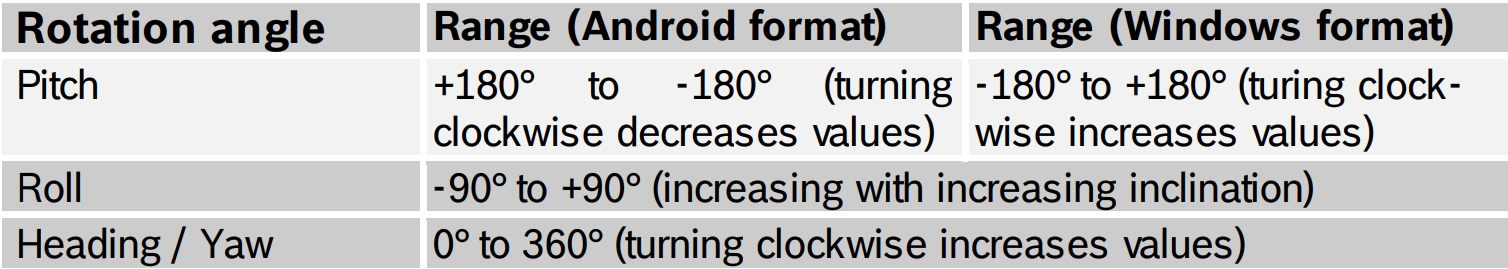 Rotation angle Range (Android format) Range (Windows format)
Pitch +180° to -180° (turning -180° to +180° (turing clock-
clockwise decreases values) wise increases values)
Roll -90° to +90° (increasing with increasing inclination)
Heading / Yaw 0° to 360° (turning clockwise increases values)